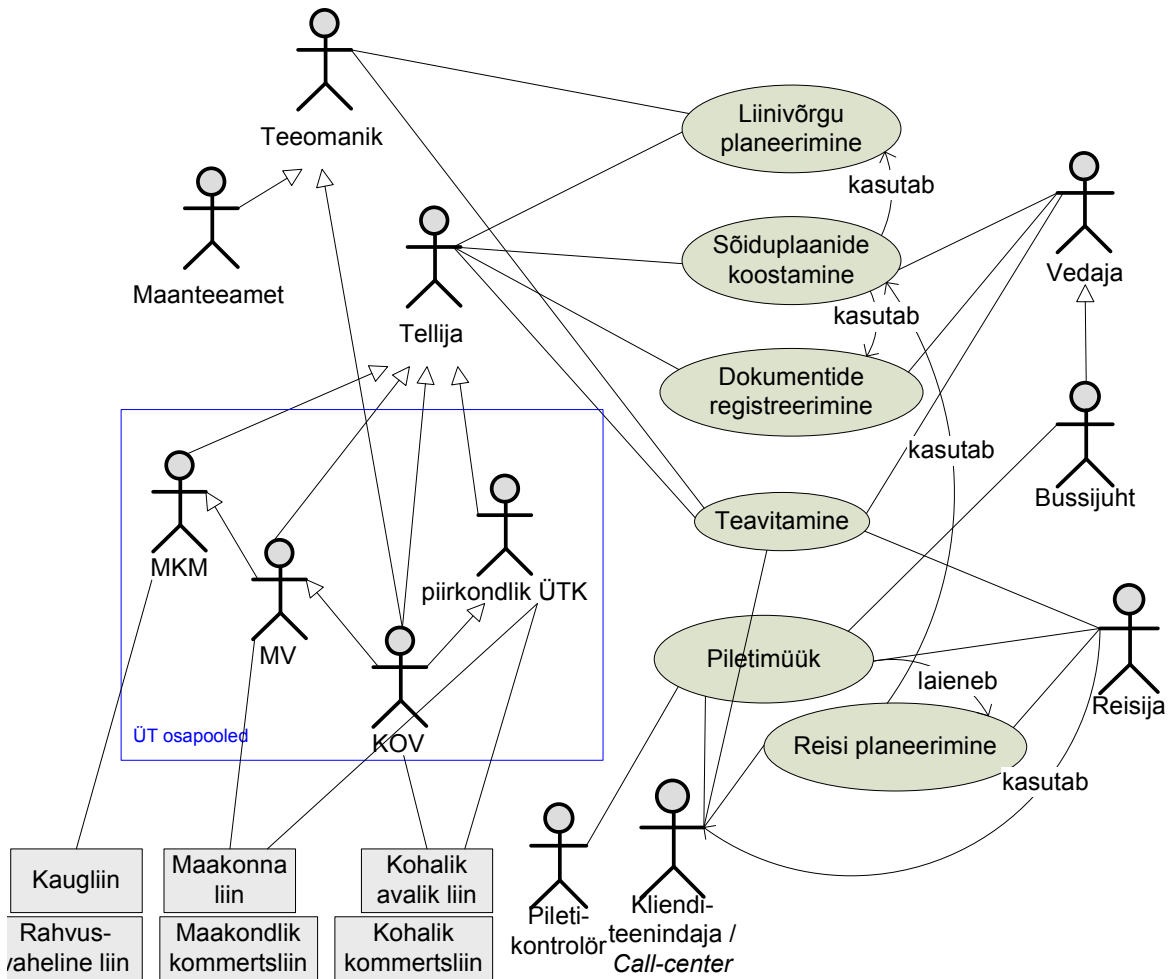 Teeomanik
Liinivõrgu
planeerimine
kasutab
Maanteeamet
Tellija
Sõiduplaanide
koostamine
Vedaja
kasutab
Dokumentide
registreerimine
kasutab
Bussijuht
MKM
Teavitamine
piirkondlik ÜTK
MV
Piletimüük
laieneb
Reisija
ÜT osapooled
KOV
Reisi planeerimine
kasutab
Kaugliin
Maakonna
liin
Kohalik
avalik liin
Rahvus-
vaheline liin
Maakondlik
kommertsliin
Kohalik
kommertsliin
Pileti-
kontrolör
Kliendi-
teenindaja /
Call-center